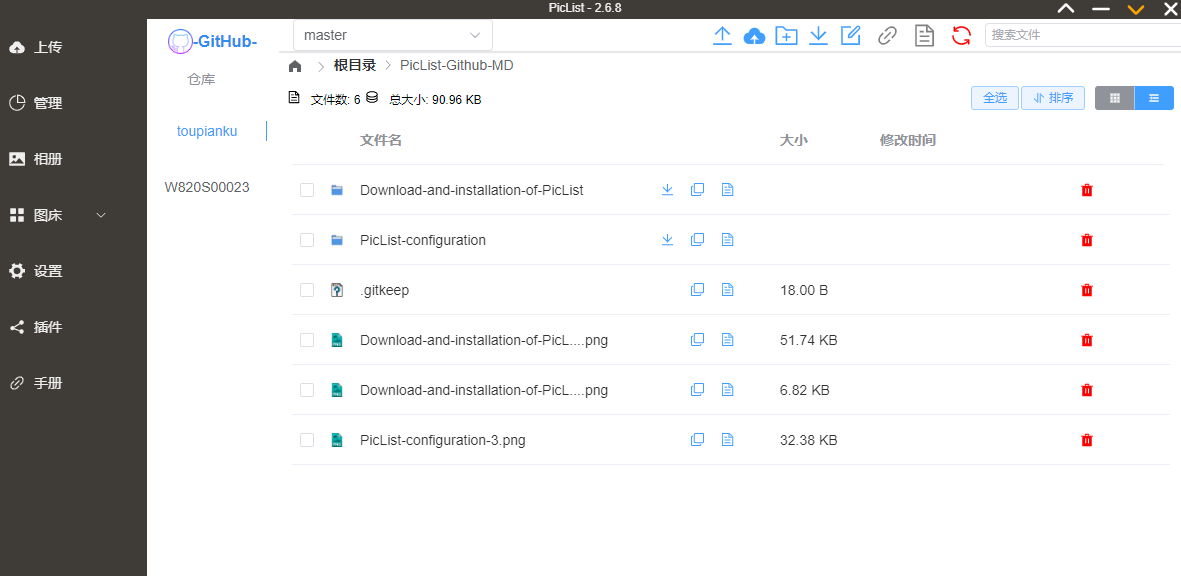 PicList - 2.6.8
上传
管理
相册
图床
设置
插件
手册
-GitHub-
仓库
toupianku
W820S00023
master
搜索文件
根目录 PicList-Github-MD
文件数: 6 总大小: 90.96 KB
全选 排序
文件名 大小 修改时间
Download-and-installation-of-PicList
PicList-configuration
.gitkeep 18.00 B
Download-and-installation-of-PicL....png 51.74 KB
Download-and-installation-of-PicL....png 6.82 KB
PicList-configuration-3.png 32.38 KB